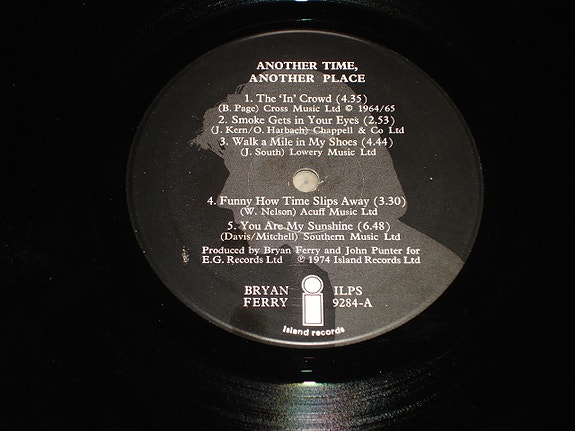 ANOTHER TIME,
ANOTHER PLACE
1. The 'In' Crowd (4.35)
(B. Page) Cross Music Ltd © 1964/65
2. Smoke Gets in Your Eyes (2.53)
(J. Kern/O. Harbach) Chappell & Co Ltd
3. Walk a Mile in My Shoes (4.44)
(J. South) Lowery Music Ltd
4. Funny How Time Slips Away (3.30)
(W. Nelson) Acuff Music Ltd
5. You Are My Sunshine (6.48)
(Davis/Mitchell) Southern Music Ltd
Produced by Bryan Ferry and John Punter for
E.G. Records Ltd ℗ 1974 Island Records Ltd
BRYAN FERRY
ILPS 9284-A
island records